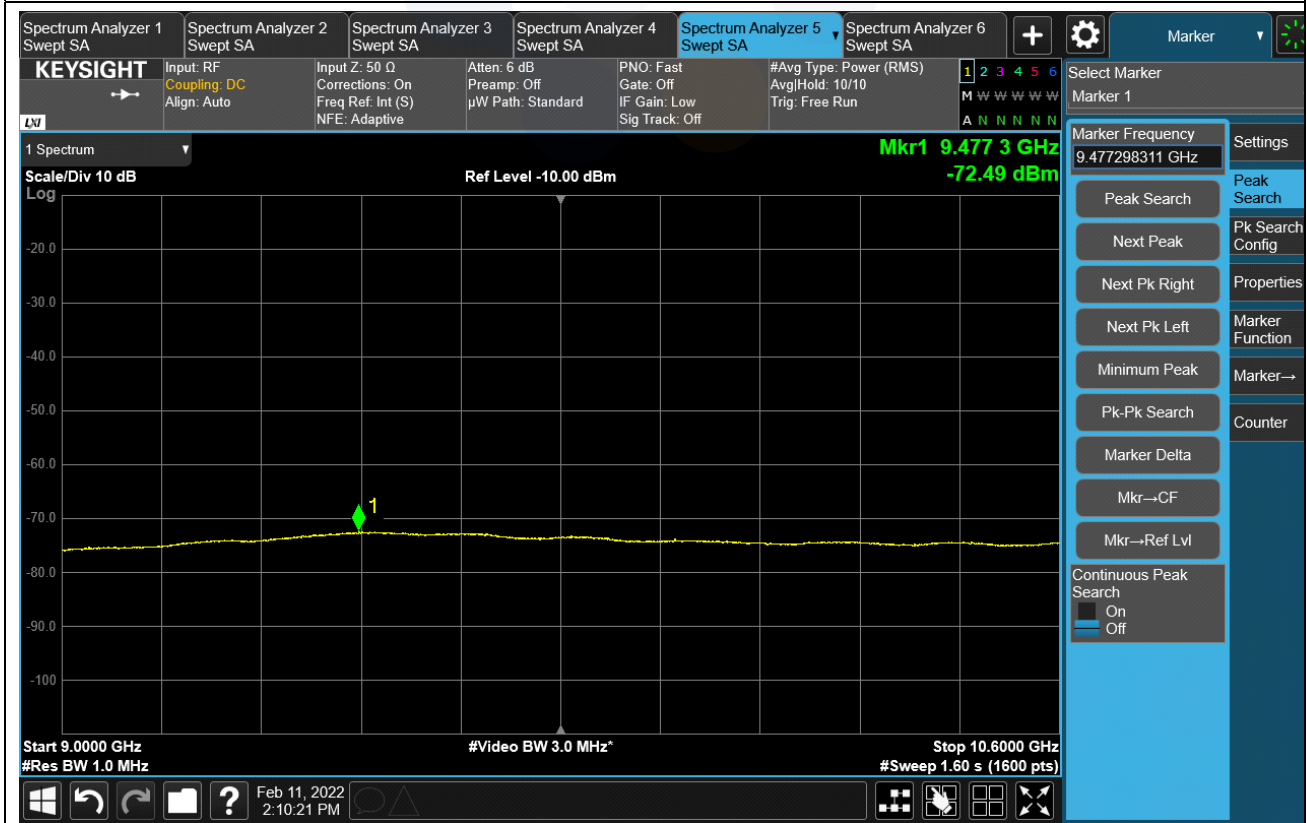 Spectrum Analyzer 1
Swept SA
Spectrum Analyzer 2
Swept SA
Spectrum Analyzer 3
Swept SA
Spectrum Analyzer 4
Swept SA
Spectrum Analyzer 5
Swept SA
Spectrum Analyzer 6
Swept SA
+
Marker
KEYSIGHT
LXI
Input: RF
Coupling: DC
Align: Auto
Input Z: 50 Ω
Corrections: On
Freq Ref: Int (S)
NFE: Adaptive
Atten: 6 dB
Preamp: Off
µW Path: Standard
PNO: Fast
Gate: Off
IF Gain: Low
Sig Track: Off
#Avg Type: Power (RMS)
Avg|Hold: 10/10
Trig: Free Run
1 2 3 4 5 6
M W W W W W
A N N N N N
Select Marker
Marker 1
1 Spectrum
Scale/Div 10 dB
Log
Ref Level -10.00 dBm
Mkr1 9.477 3 GHz
-72.49 dBm
-20.0
-30.0
-40.0
-50.0
-60.0
-70.0
-80.0
-90.0
-100
1
Start 9.0000 GHz
#Res BW 1.0 MHz
#Video BW 3.0 MHz*
Stop 10.6000 GHz
#Sweep 1.60 s (1600 pts)
Marker Frequency
9.477298311 GHz
Peak Search
Next Peak
Next Pk Right
Next Pk Left
Minimum Peak
Pk-Pk Search
Marker Delta
Mkr→CF
Mkr→Ref Lvl
Continuous Peak
Search
On
Off
Settings
Peak
Search
Pk Search
Config
Properties
Marker
Function
Marker→
Counter
?
Feb 11, 2022
2:10:21 PM